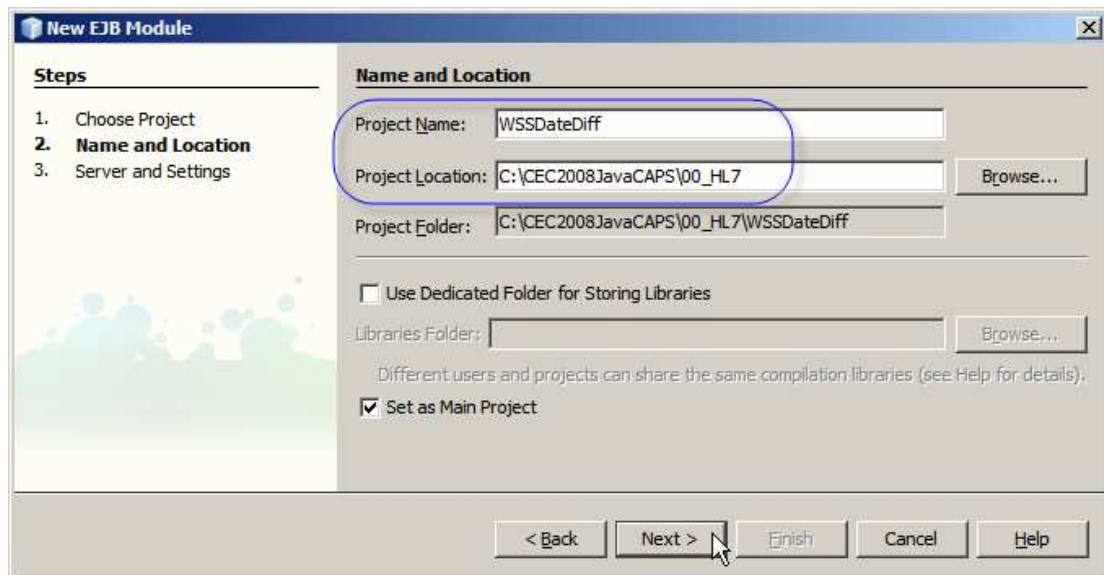 New EJB Module
Steps
1. Choose Project
2. Name and Location
3. Server and Settings
Name and Location
Project Name: WSSDateDiff
Project Location: C:\CEC2008JavaCAPS\00_HL7 Browse...
Project Folder: C:\CEC2008JavaCAPS\00_HL7\WSSDateDiff
Use Dedicated Folder for Storing Libraries
Libraries Folder: Browse...
Different users and projects can share the same compilation libraries (see Help for details).
Set as Main Project
< Back Next > Finish Cancel Help